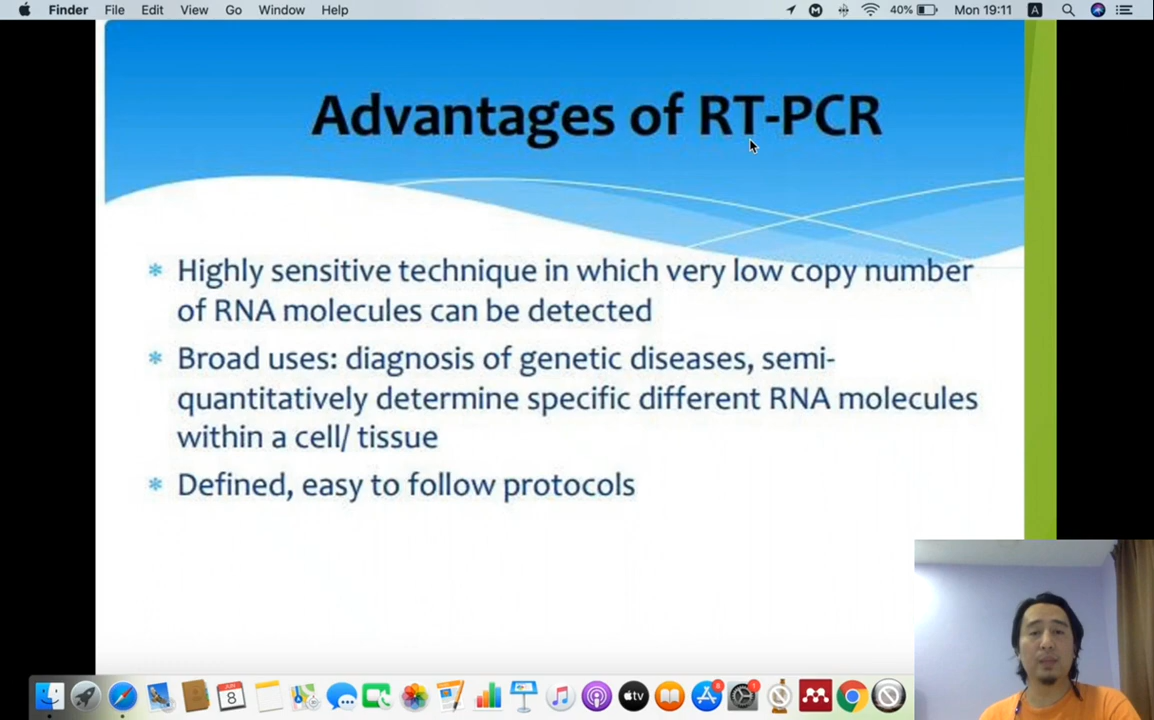 Finder File Edit View Go Window Help 40% Mon 19:11 A
Advantages of RT-PCR
Highly sensitive technique in which very low copy number
of RNA molecules can be detected
Broad uses: diagnosis of genetic diseases, semi-
quantitatively determine specific different RNA molecules
within a cell/ tissue
Defined, easy to follow protocols